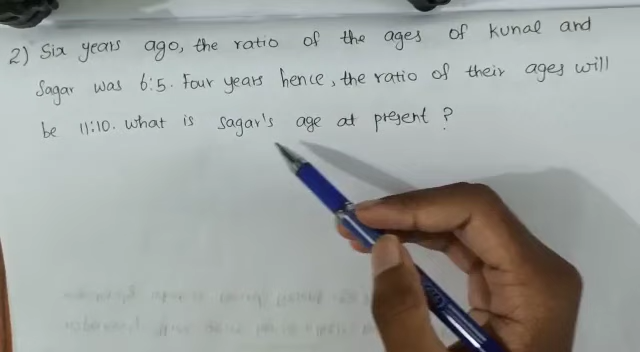 2) Six years ago, the ratio of the ages of Kunal and
Sagar was 6:5. Four years hence, the ratio of their ages will
be 11:10. what is sagar's age at present ?